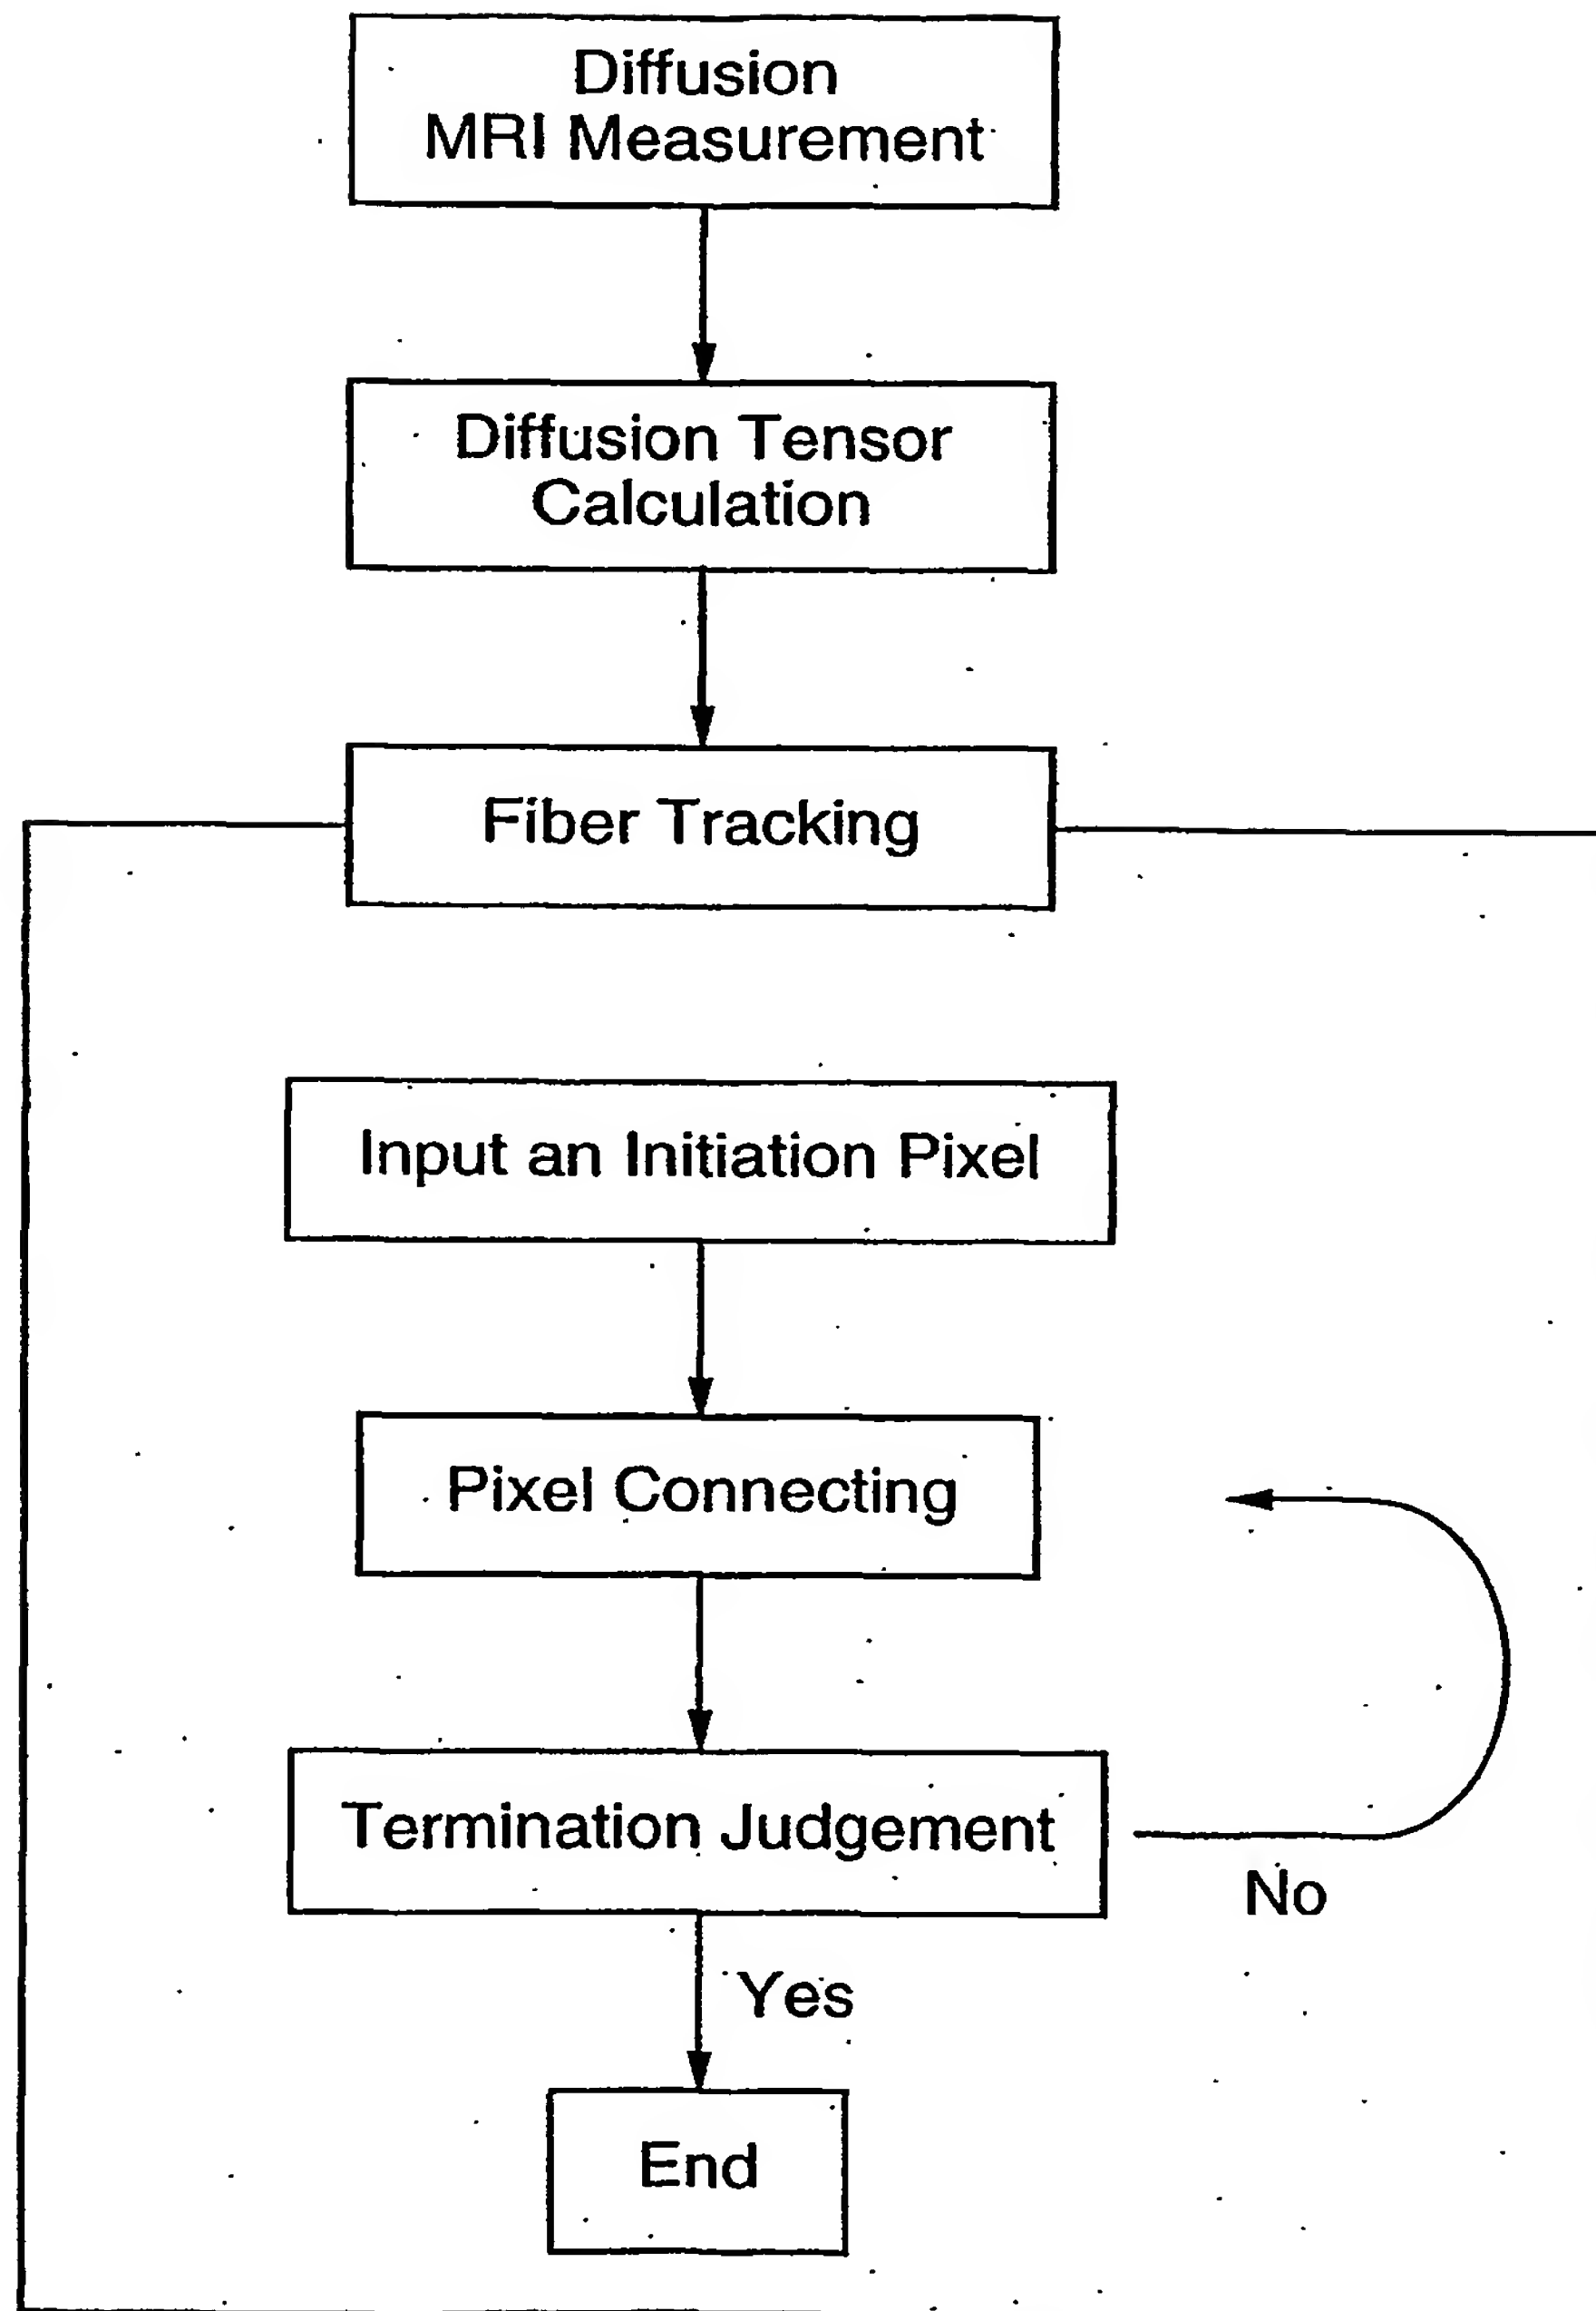 Diffusion
MRI Measurement
Diffusion Tensor
Calculation
Fiber Tracking
Input an Initiation Pixel
Pixel Connecting
Termination Judgement
No
Yes
End